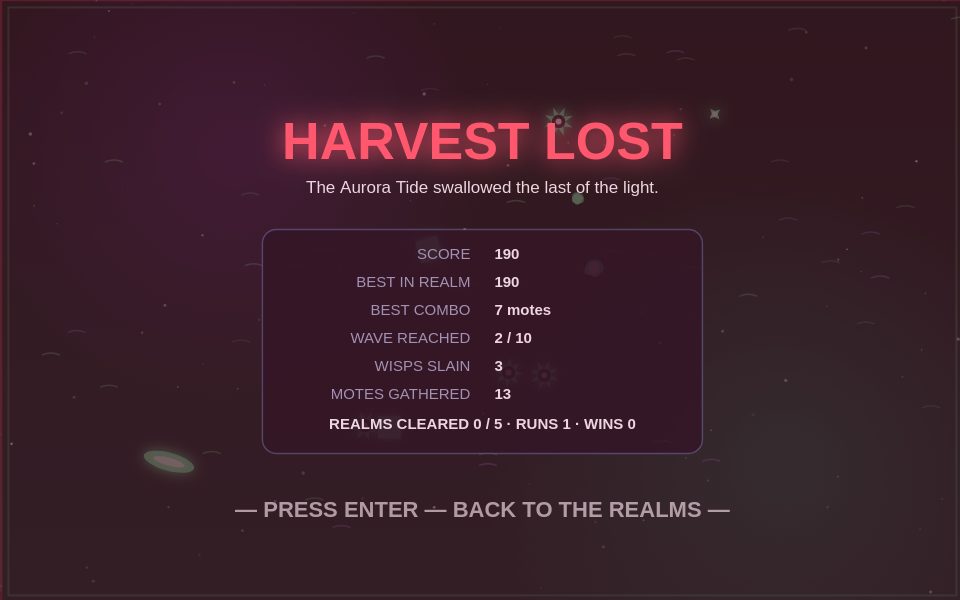 HARVEST LOST
The Aurora Tide swallowed the last of the light.
SCORE 190
BEST IN REALM 190
BEST COMBO 7 motes
WAVE REACHED 2 / 10
WISPS SLAIN 3
MOTES GATHERED 13
REALMS CLEARED 0 / 5 · RUNS 1 · WINS 0
— PRESS ENTER — BACK TO THE REALMS —